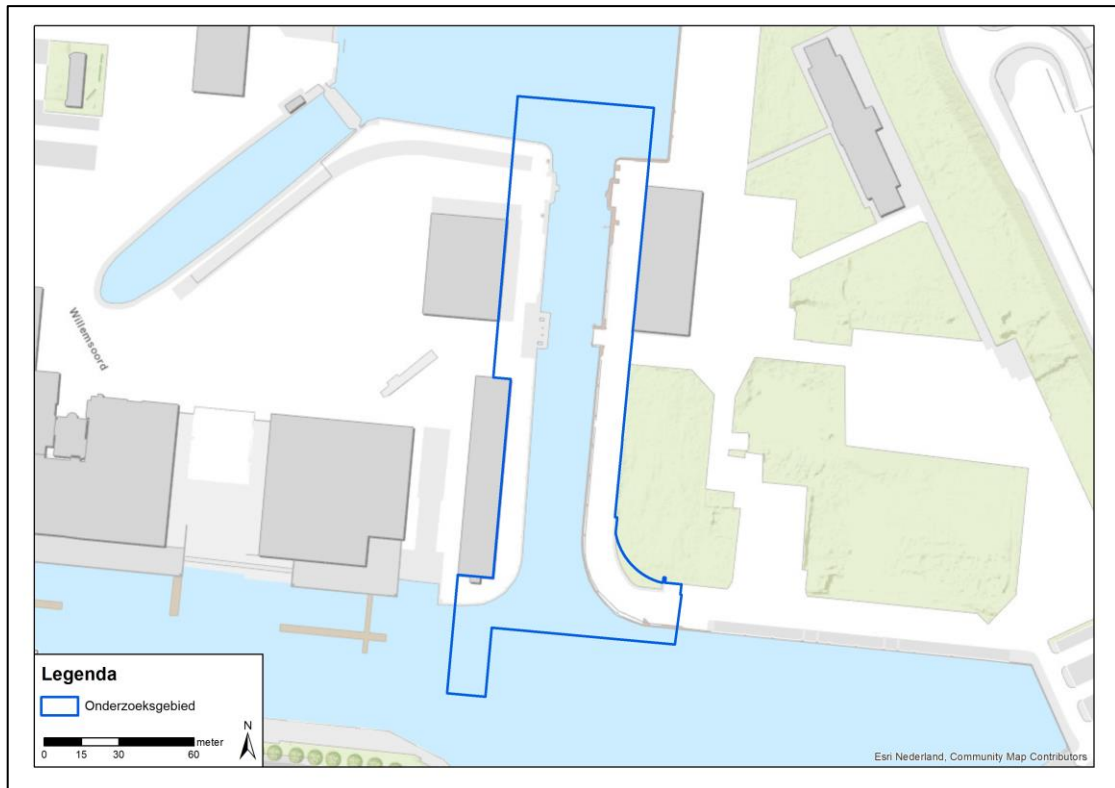 Willemsoord
Legenda
Onderzoeksgebied
N
meter
0 15 30 60
Esri Nederland, Community Map Contributors